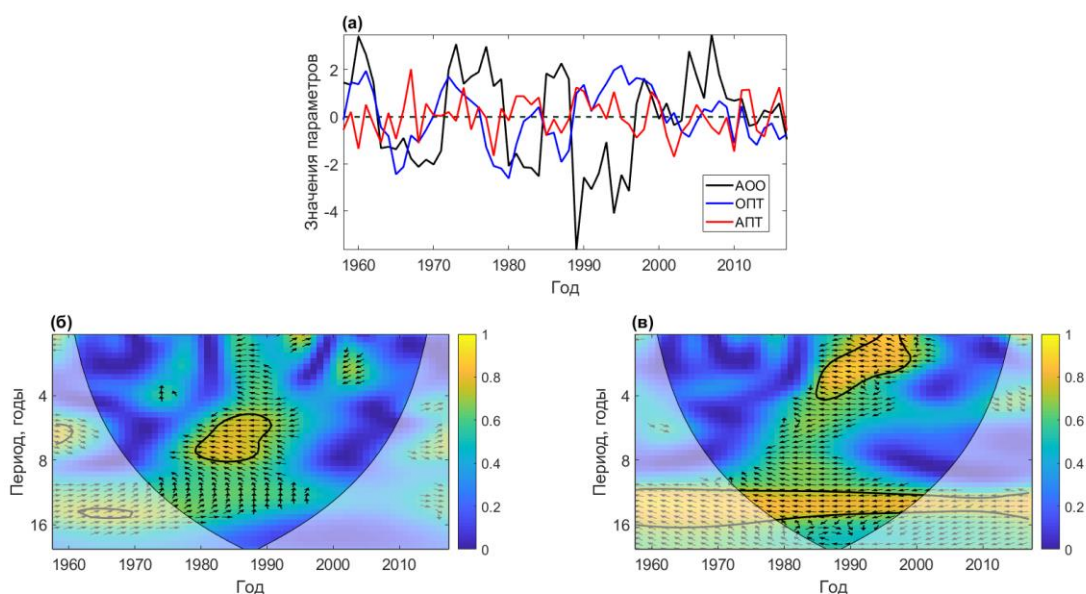 (а)
Значения параметров
2
0
-2
-4
АОО
ОПТ
АПТ
1960 1970 1980 1990 2000 2010
Год
(б)
Период, годы
4
8
16
1960 1970 1980 1990 2000 2010
Год
1
0.8
0.6
0.4
0.2
0
(в)
Период, годы
4
8
16
1960 1970 1980 1990 2000 2010
Год
1
0.8
0.6
0.4
0.2
0